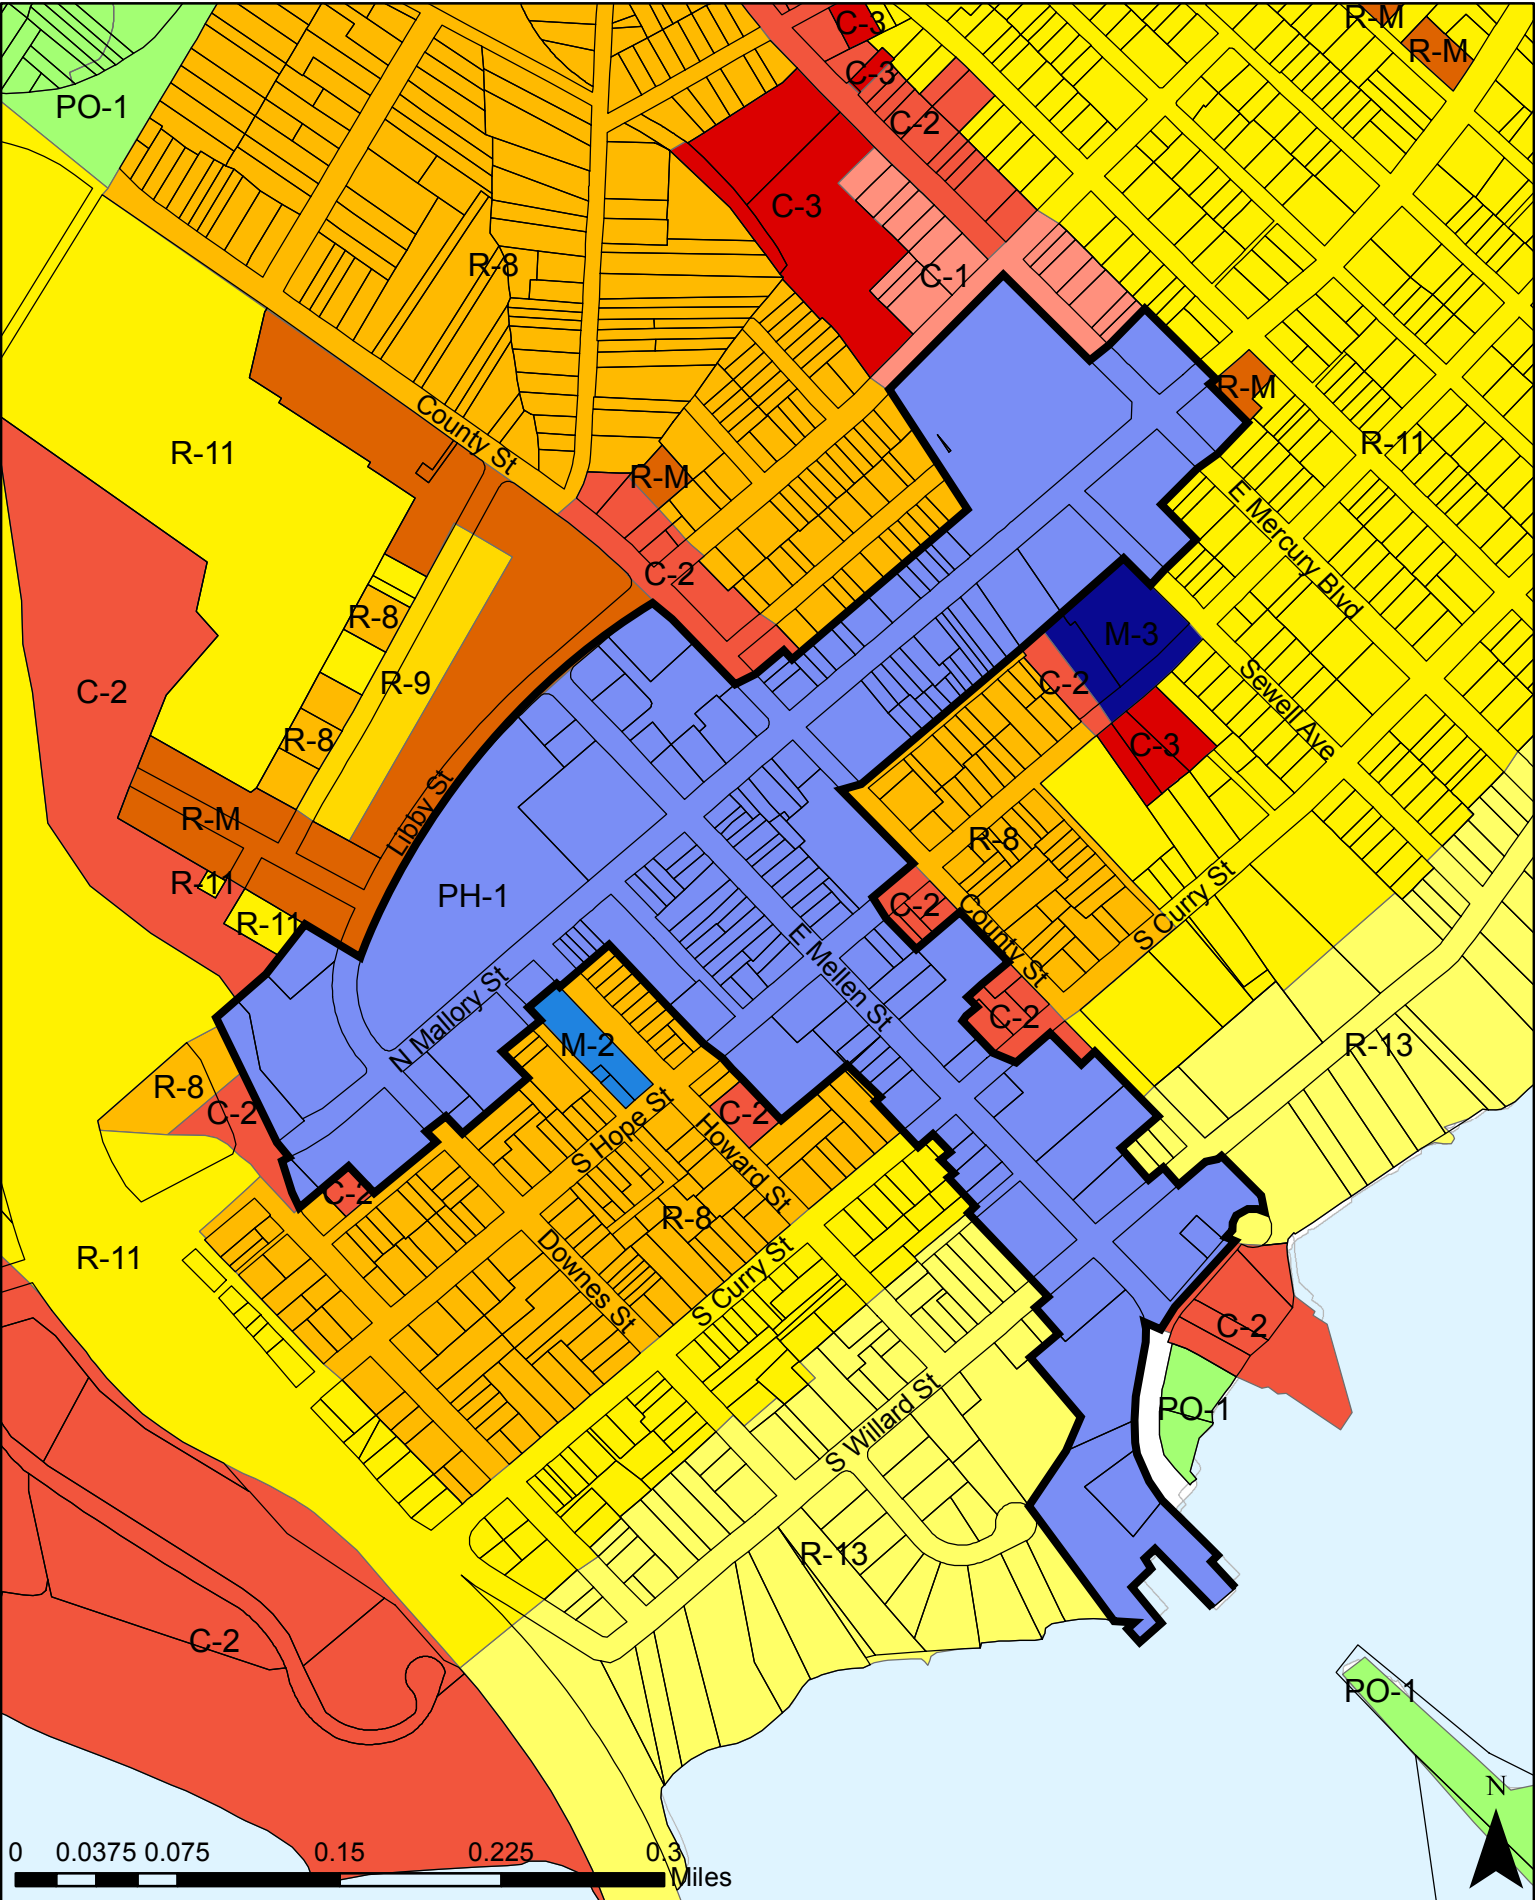 R-M
C-3
R-M
C-3
PO-1
C-2
C-3
R-8
C-1
R-M
County St
R-11
R-11
R-M
E Mercury Blvd
C-2
R-8
M-3
R-9
C-2
C-2
Sewell Ave
R-8
C-3
Libby St
R-M
R-8
R-11
PH-1
C-2
S Curry St
R-11
County St
E Mellen St
N Mallory St
C-2
M-2
R-13
R-8
C-2
C-2
S Hope St
Howard St
C-2
R-8
R-11
Downes St
S Curry St
C-2
PO-1
S Willard St
R-13
C-2
PO-1
N
0 0.0375 0.075 0.15 0.225 0.3
Miles